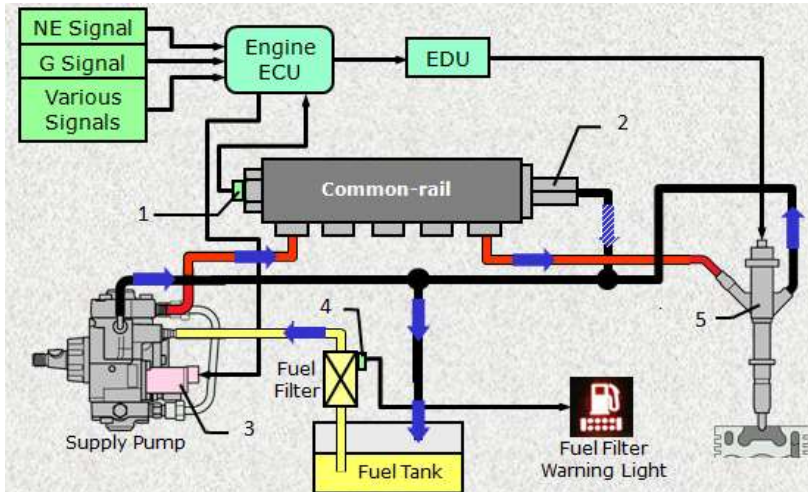 NE Signal
G Signal
Various
Signals
Engine
ECU
EDU
2
Common-rail
1
5
4
Fuel
Filter
3
Supply Pump
Fuel Tank
Fuel Filter
Warning Light